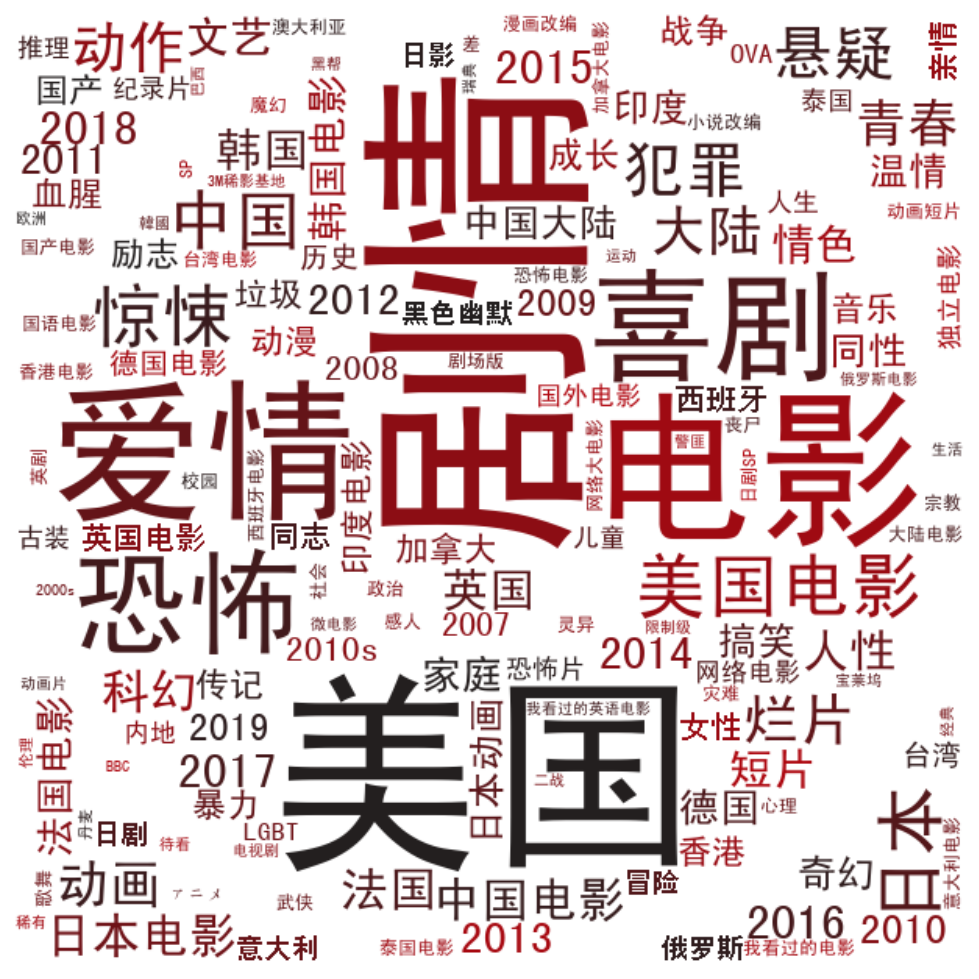 推理
动作
文艺
澳大利亚
漫画改编
战争
OVA
悬疑
亲情
日影
差
瑞典
2015
加拿大电影
国产
纪录片
巴西
黑帮
魔幻
韩国电影
剧情
印度
小说改编
泰国
青春
2018
2011
韩国
SP
3M稀影基地
成长
犯罪
温情
血腥
欧洲
韓國
中国
中国大陆
大陆
人生
情色
动画短片
国产电影
励志
台湾电影
历史
恐怖电影
运动
独立电影
惊悚
垃圾
2012
黑色幽默
2009
喜剧
音乐
国语电影
动漫
同性
香港电影
德国电影
2008
剧场版
国外电影
俄罗斯电影
爱情
西班牙
电影
丧尸
警匪
英剧
校园
西班牙电影
印度电影
网络大电影
日剧SP
生活
宗教
古装
英国电影
同志
加拿大
儿童
大陆电影
恐怖
2000s
社会
政治
英国
美国电影
微电影
感人
2007
灵异
限制级
2010s
2014
搞笑
人性
家庭
恐怖片
网络电影
宝莱坞
动画片
科幻
传记
美国
我看过的英语电影
灾难
伦理
法国电影
内地
2019
日本动画
女性
烂片
经典
台湾
BBC
2017
二战
短片
丹麦
日剧
待看
暴力
LGBT
电视剧
德国
心理
香港
日本
意大利电影
歌舞
动画
アニメ
武侠
法国
中国电影
冒险
奇幻
稀有
日本电影
意大利
泰国电影
2013
俄罗斯
我看过的电影
2016
2010